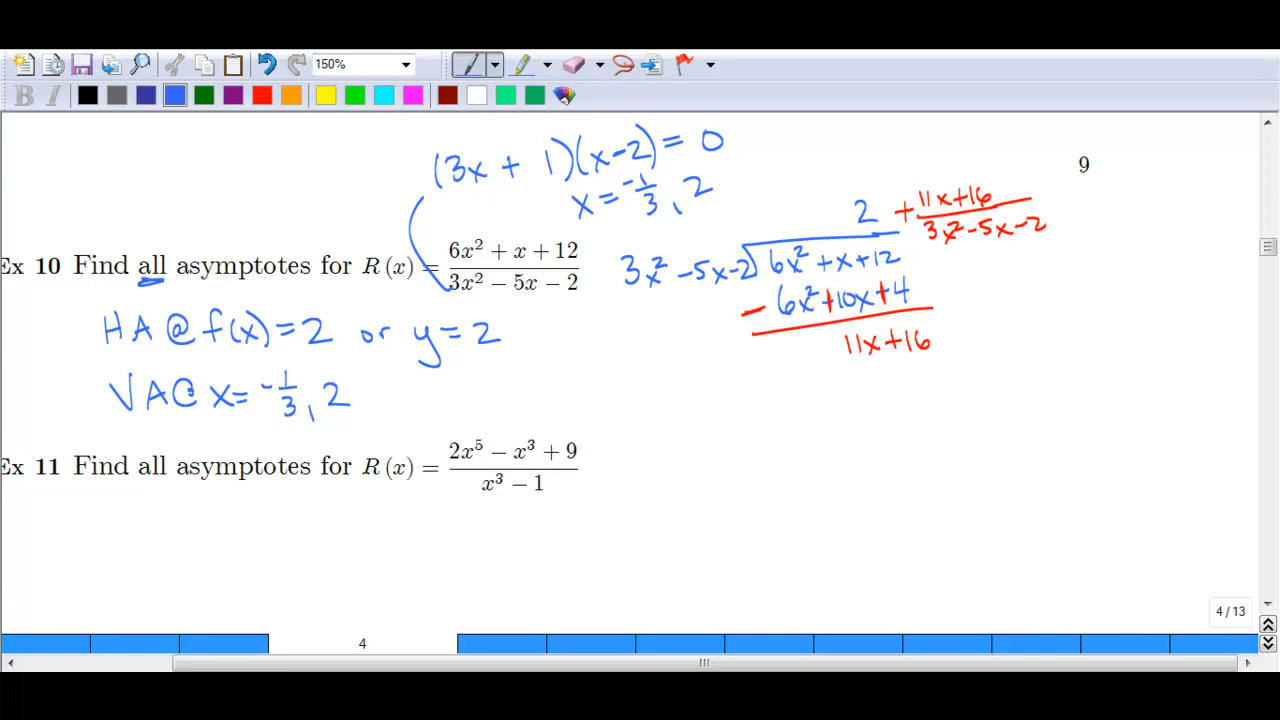 150%
B I
(3x + 1)(x-2) = 0
9
x = -1/3, 2
2 + (11x+16)/(3x²-5x-2)
Ex 10 Find all asymptotes for R(x) = (6x² + x + 12)/(3x² − 5x − 2)
3x² -5x-2 ) 6x² +x+12
- 6x² +10x+4
11x+16
HA @ f(x) = 2 or y = 2
VA@ x= -1/3, 2
Ex 11 Find all asymptotes for R(x) = (2x⁵ − x³ + 9)/(x³ − 1)
4 / 13
4